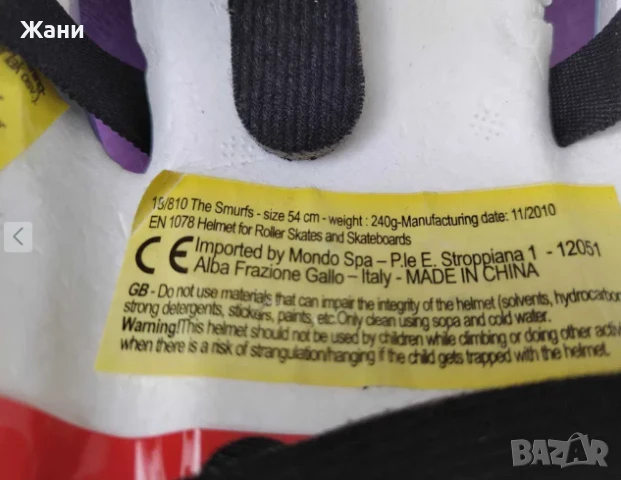 Жани
18/810 The Smurfs - size 54 cm - weight : 240g-Manufacturing date: 11/2010
EN 1078 Helmet for Roller Skates and Skateboards
CE Imported by Mondo Spa – P.le E. Stroppiana 1 - 12051
Alba Frazione Gallo – Italy - MADE IN CHINA
GB - Do not use materials that can impair the integrity of the helmet (solvents, hydrocarbon
strong detergents, stickers, paints, etc. Only clean using sopa and cold water.
Warning!This helmet should not be used by children while climbing or doing other activi
when there is a risk of strangulation/hanging if the child gets trapped with the helmet.
BAZAR